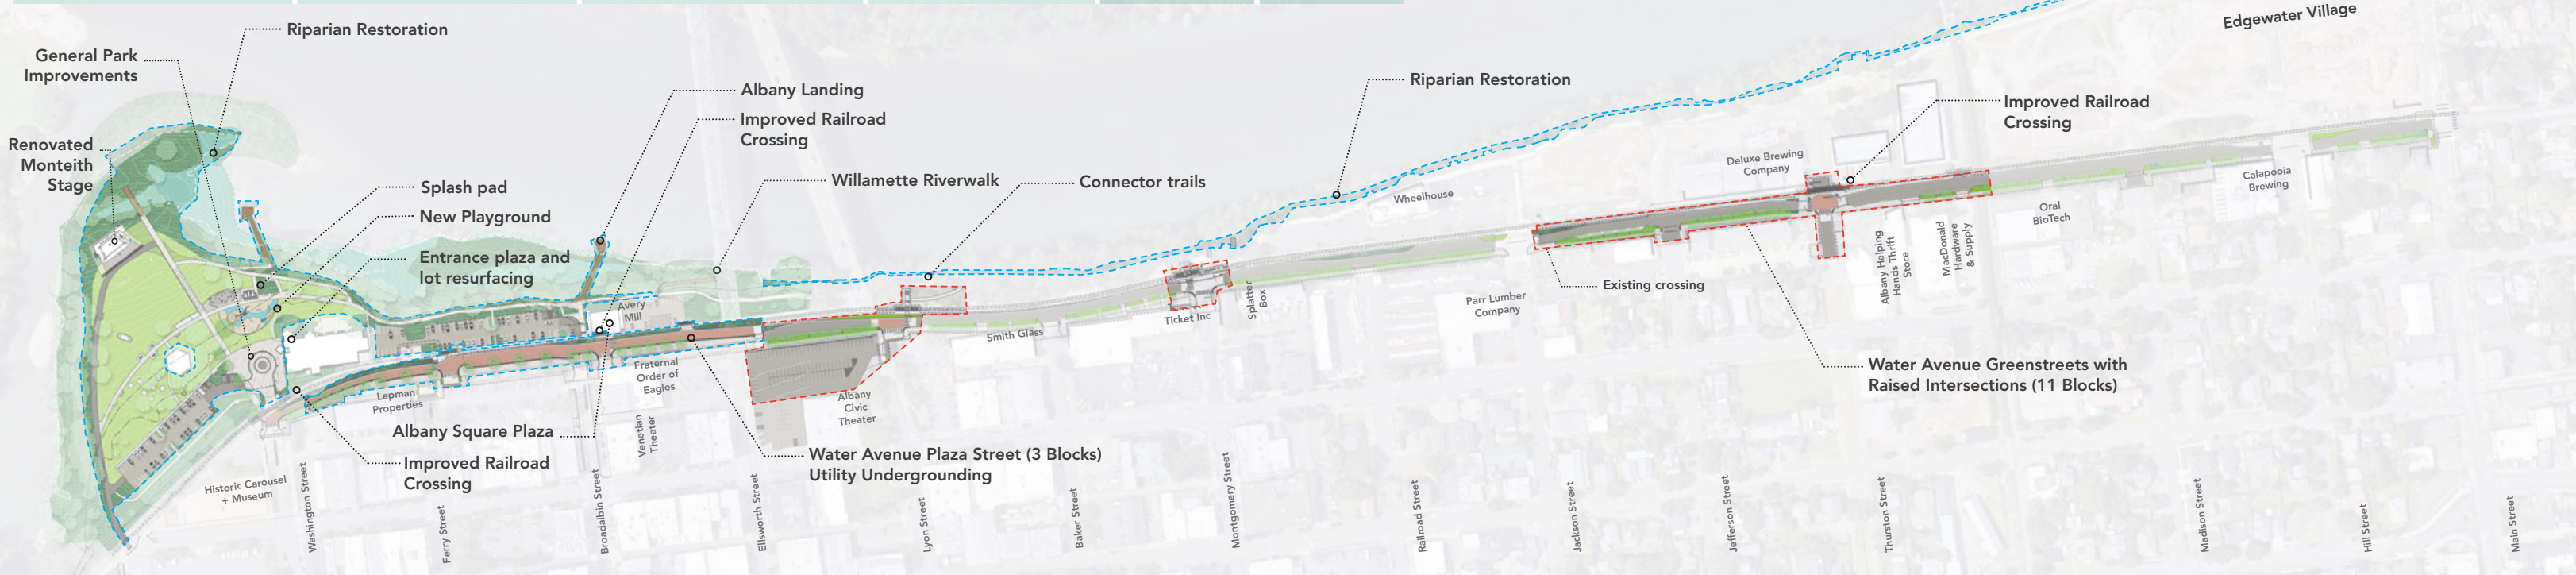 Riparian Restoration
General Park
Improvements
Renovated
Monteith
Stage
Splash pad
New Playground
Entrance plaza and
lot resurfacing
Albany Landing
Improved Railroad
Crossing
Willamette Riverwalk
Connector trails
Riparian Restoration
Improved Railroad
Crossing
Edgewater Village
Avery
Mill
Lepman
Properties
Fraternal
Order of
Eagles
Venetian
Theater
Albany
Civic
Theater
Smith Glass
Ticket Inc
Splatter
Box
Wheelhouse
Parr Lumber
Company
Existing crossing
Deluxe Brewing
Company
Albany Helping
Hands Thrift
Store
MacDonald
Hardware
& Supply
Oral
BioTech
Calapooia
Brewing
Water Avenue Greenstreets with
Raised Intersections (11 Blocks)
Albany Square Plaza
Improved Railroad
Crossing
Water Avenue Plaza Street (3 Blocks)
Utility Undergrounding
Historic Carousel
+ Museum
Washington Street
Ferry Street
Broadalbin Street
Ellsworth Street
Lyon Street
Baker Street
Montgomery Street
Railroad Street
Jackson Street
Jefferson Street
Thurston Street
Madison Street
Hill Street
Main Street